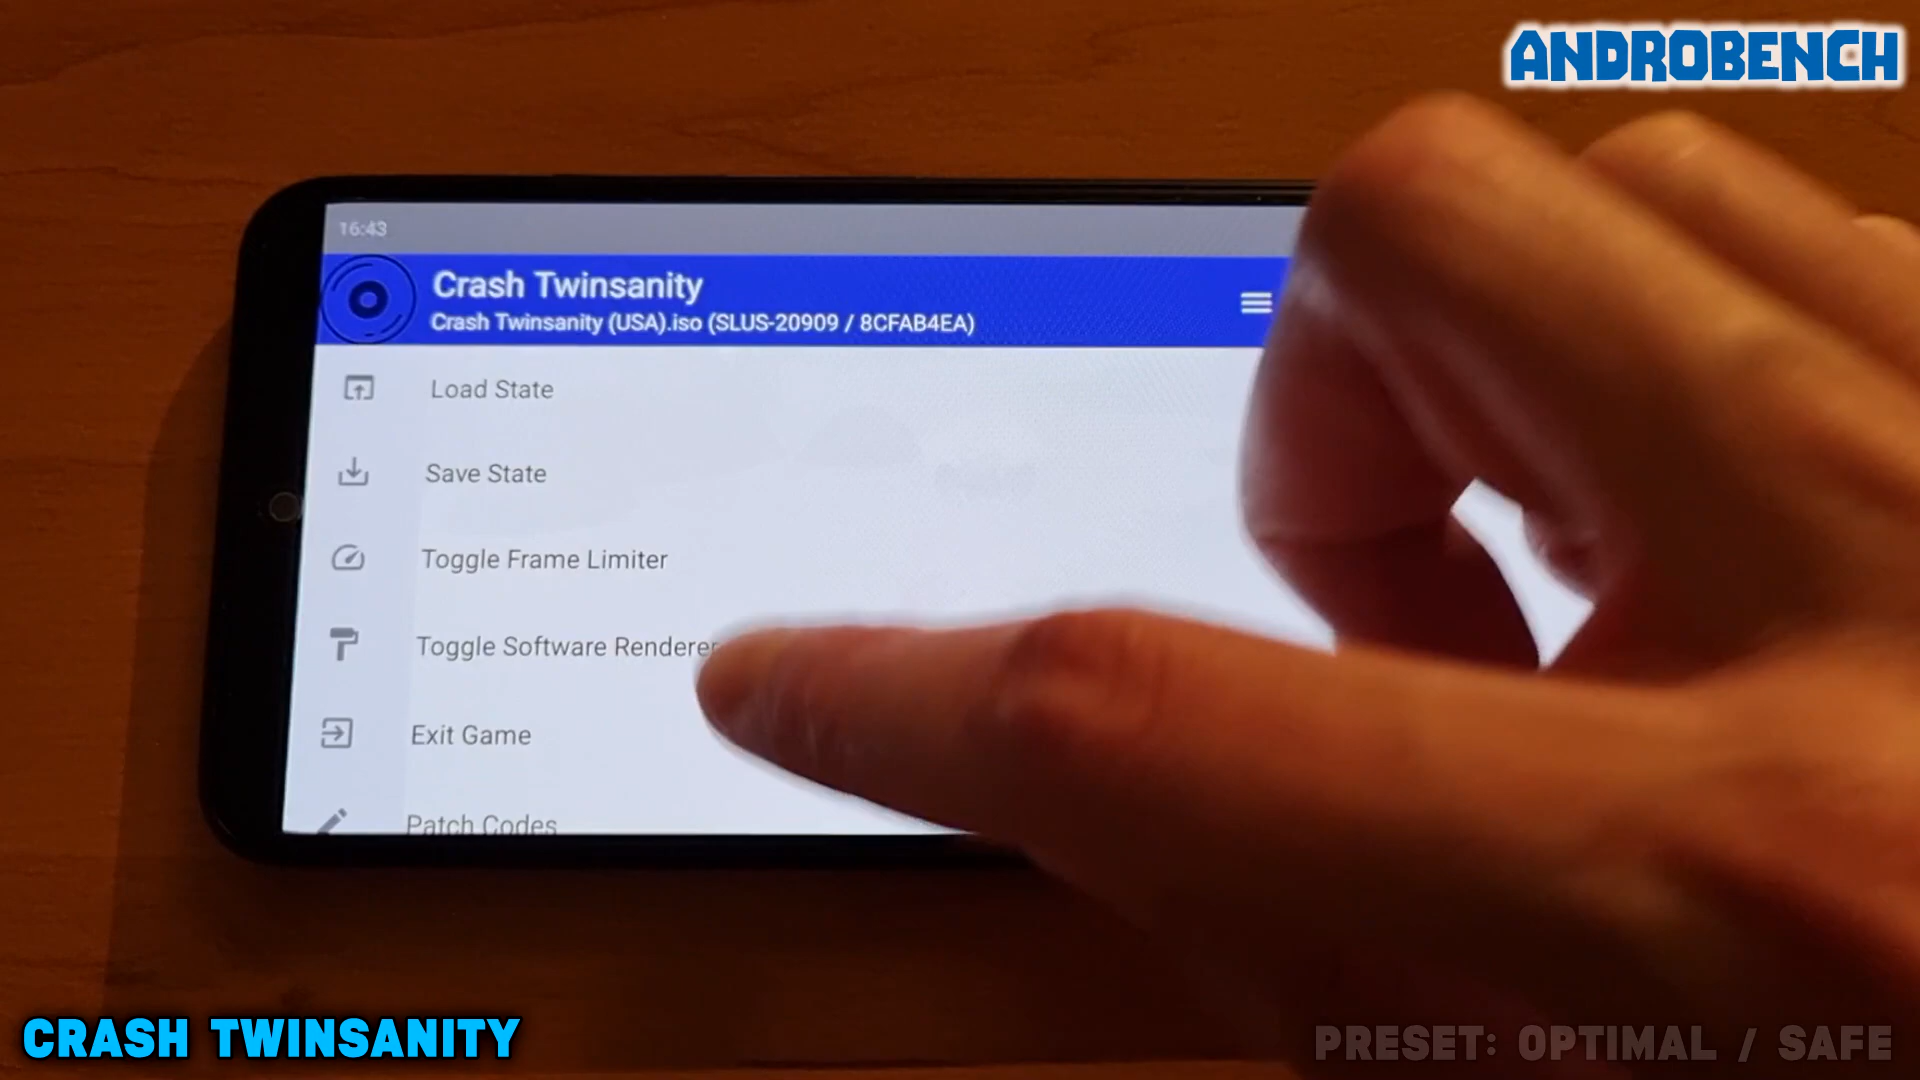 ANDROBENCH
16:43
Crash Twinsanity
Crash Twinsanity (USA).iso (SLUS-20909 / 8CFAB4EA)
Load State
Save State
Toggle Frame Limiter
Toggle Software Renderer
Exit Game
Patch Codes
CRASH TWINSANITY
PRESET: OPTIMAL / SAFE